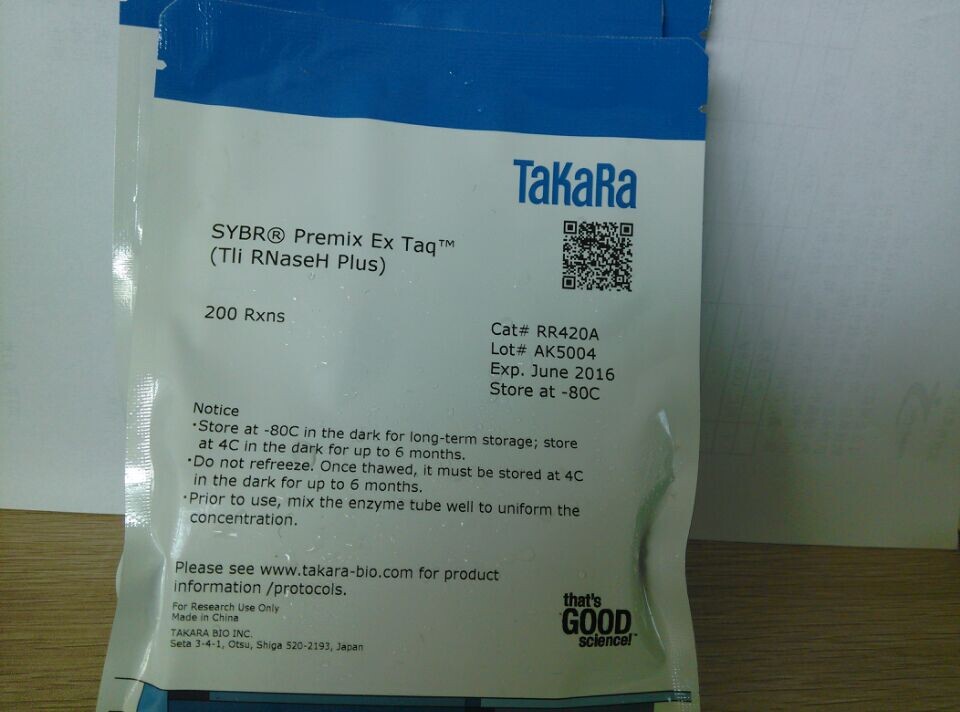 TaKaRa
SYBR® Premix Ex Taq™
(Tli RNaseH Plus)
200 Rxns
Cat# RR420A
Lot# AK5004
Exp. June 2016
Store at -80C
Notice
·Store at -80C in the dark for long-term storage; store
at 4C in the dark for up to 6 months.
·Do not refreeze. Once thawed, it must be stored at 4C
in the dark for up to 6 months.
·Prior to use, mix the enzyme tube well to uniform the
concentration.
Please see www.takara-bio.com for product
information /protocols.
For Research Use Only
Made in China
TAKARA BIO INC.
Seta 3-4-1, Otsu, Shiga 520-2193, Japan
that's
GOOD
science!™